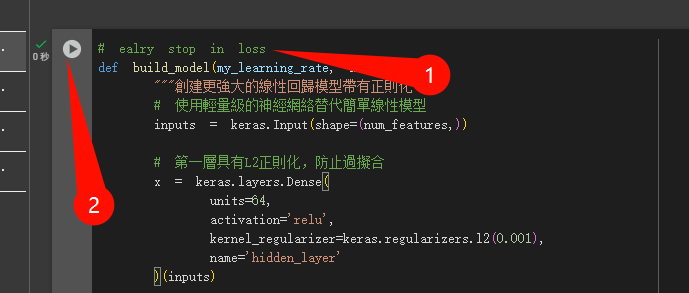 # ealry stop in loss
def build_model(my_learning_rate,
1
"""創建更強大的線性回歸模型帶有正則化
# 使用輕量級的神經網絡替代簡單線性模型
inputs = keras.Input(shape=(num_features,))
# 第一層具有L2正則化，防止過擬合
x = keras.layers.Dense(
units=64,
activation='relu',
kernel_regularizer=keras.regularizers.l2(0.001),
name='hidden_layer'
)(inputs)
0 秒
2